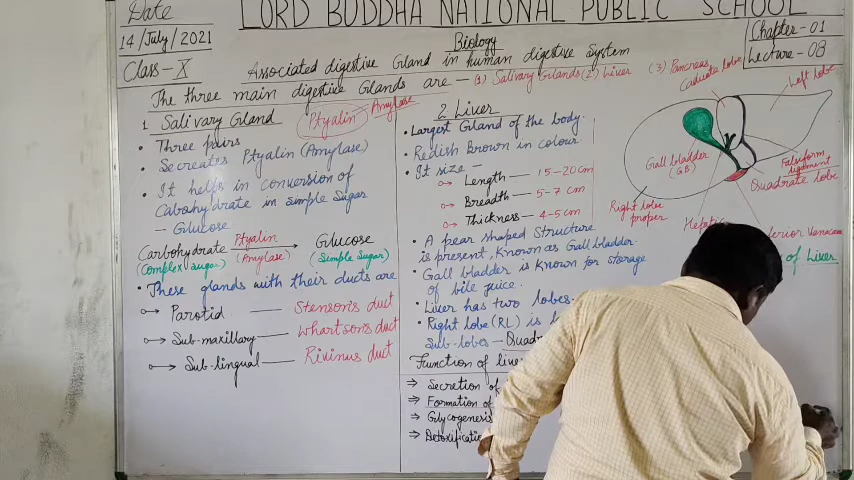 Date
LORD BUDDHA NATIONAL PUBLIC SCHOOL
14/July/2021
Class-X
Biology
Chapter-01
Lecture-08
Associated digestive Gland in human digestive System
The three main digestive Glands are — (1) Salivary Glands (2) Liver (3) Pancreas
1 Salivary Gland
Ptyalin — Amylase
• Three pairs
• Secreates Ptyalin (Amylase)
• It helps in conversion of
Cabohydrate in simple Sugar
— Glucose
Carbohydrate Ptyalin Glucose
(Complex sugar) (Amylase) (Simple Sugar)
• These glands with their ducts are
Parotid — Stenson's duct
Sub-maxillary — Whartson's duct
Sub-lingual — Rivinus duct
2. Liver
• Largest Gland of the body.
• Redish Brown in colour
• It size —
Length — 15-20cm
Breadth — 5-7 cm
Thickness — 4-5 cm
• A pear shaped Structure
is present, Known as Gall bladder
• Gall bladder is Known for storage
of bile juice.
• Liver has two lobes-
• Right lobe (RL) is
Sub-lobes —
Function of
⇒ Secretion of
⇒ Formation of
⇒ Glycogenesis
⇒
Caduate lobe
Left lobe
Gall bladder
(GB)
Falsiform
ligament
Quadrate lobe
Right lobe
proper
of Liver